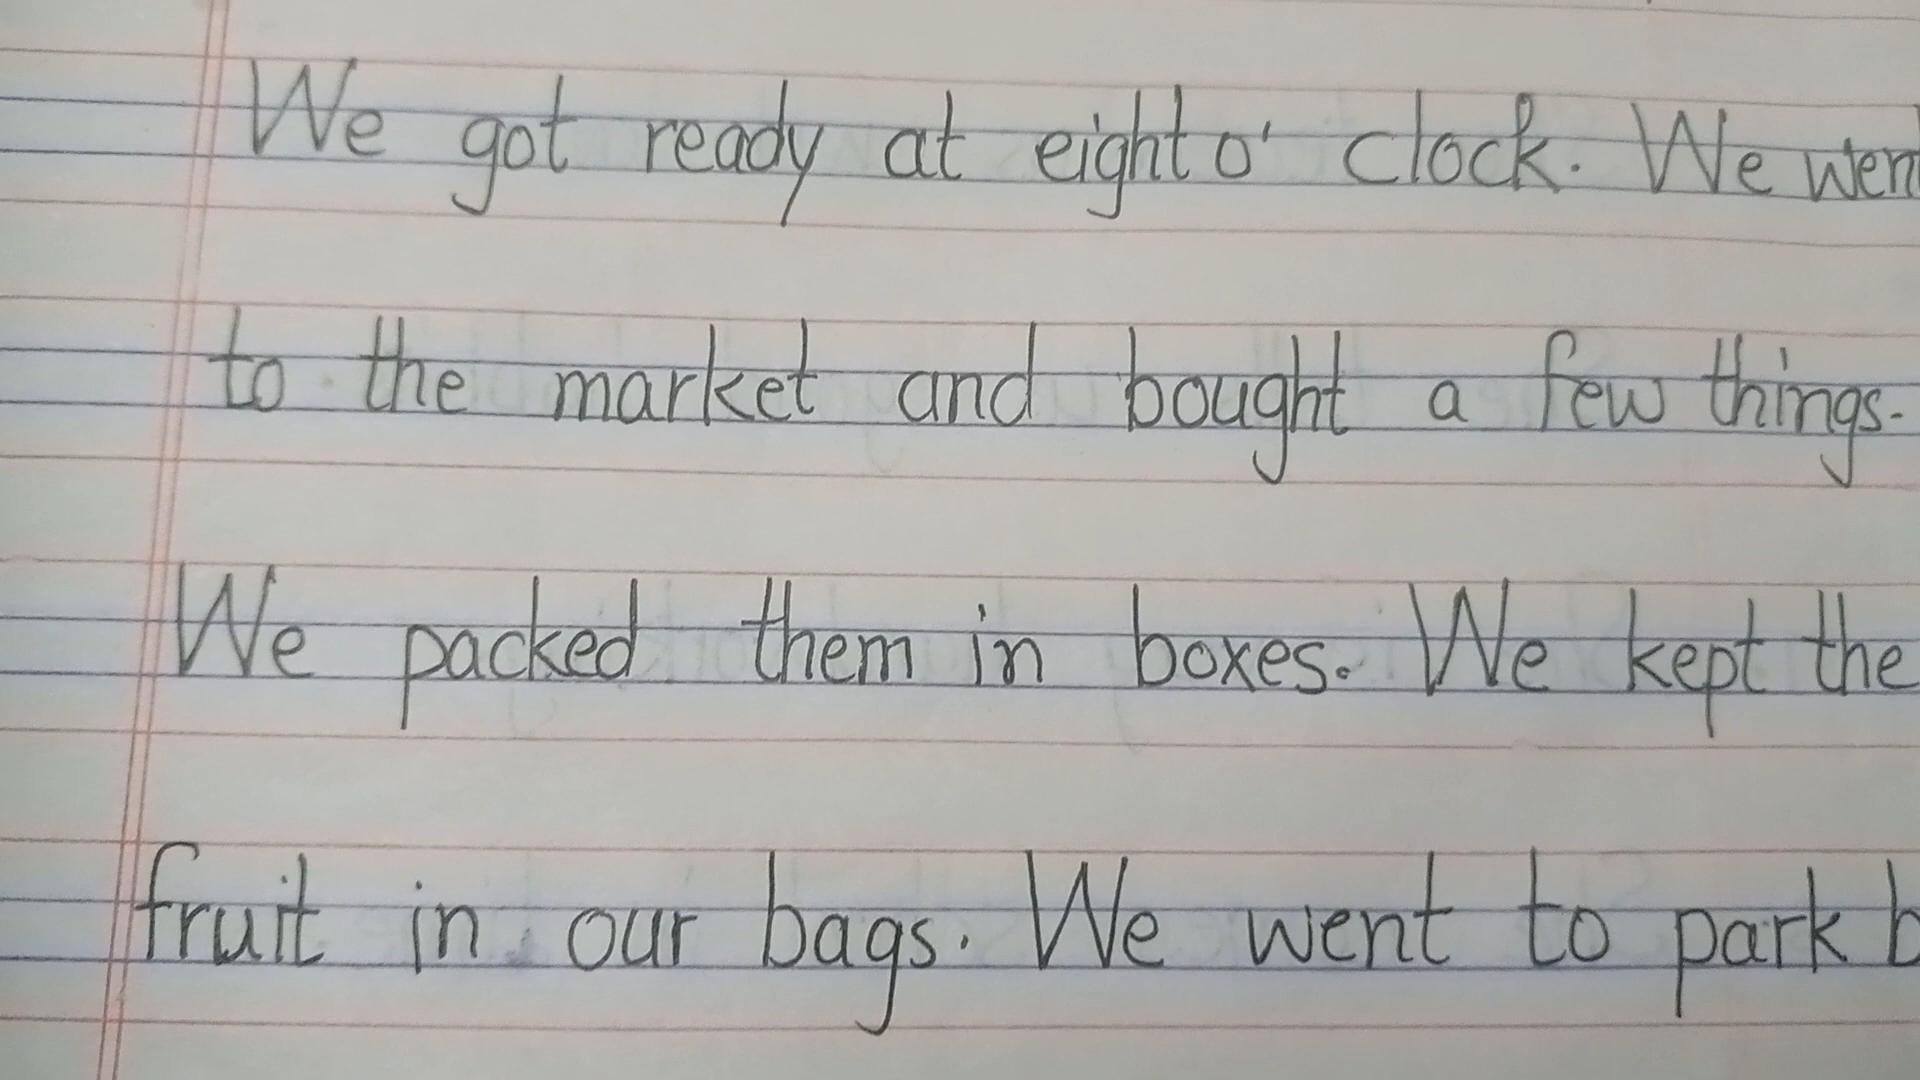 We got ready at eight o' clock. We went
to the market and bought a few things.
We packed them in boxes. We kept the
fruit in our bags. We went to park